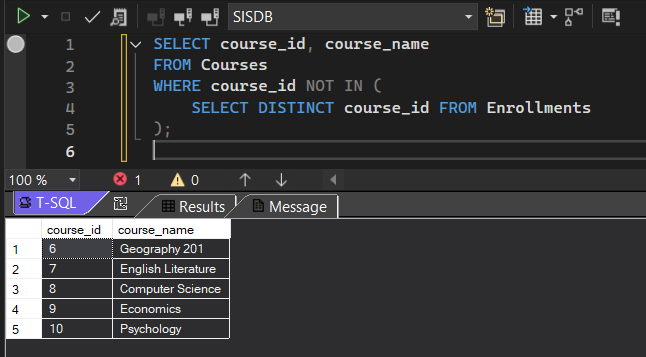 SISDB
1 SELECT course_id, course_name
2 FROM Courses
3 WHERE course_id NOT IN (
4 SELECT DISTINCT course_id FROM Enrollments
5 );
6
100 % 1 0
T-SQL Results Message
course_id course_name
1 6 Geography 201
2 7 English Literature
3 8 Computer Science
4 9 Economics
5 10 Psychology